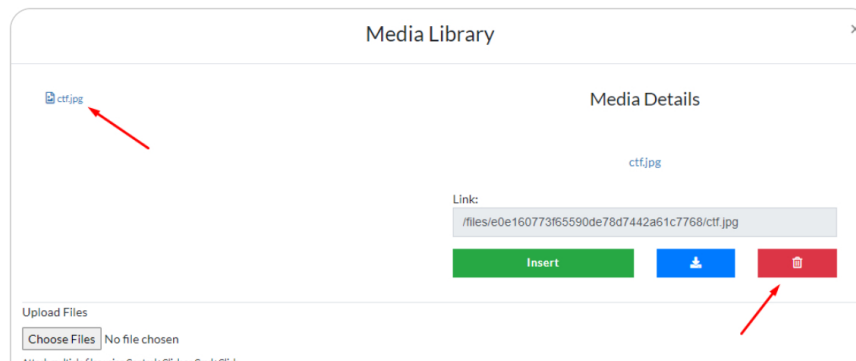 Media Library
×
ctf.jpg
Media Details
ctf.jpg
Link:
/files/e0e160773f65590de78d7442a61c7768/ctf.jpg
Insert
Upload Files
Choose Files No file chosen